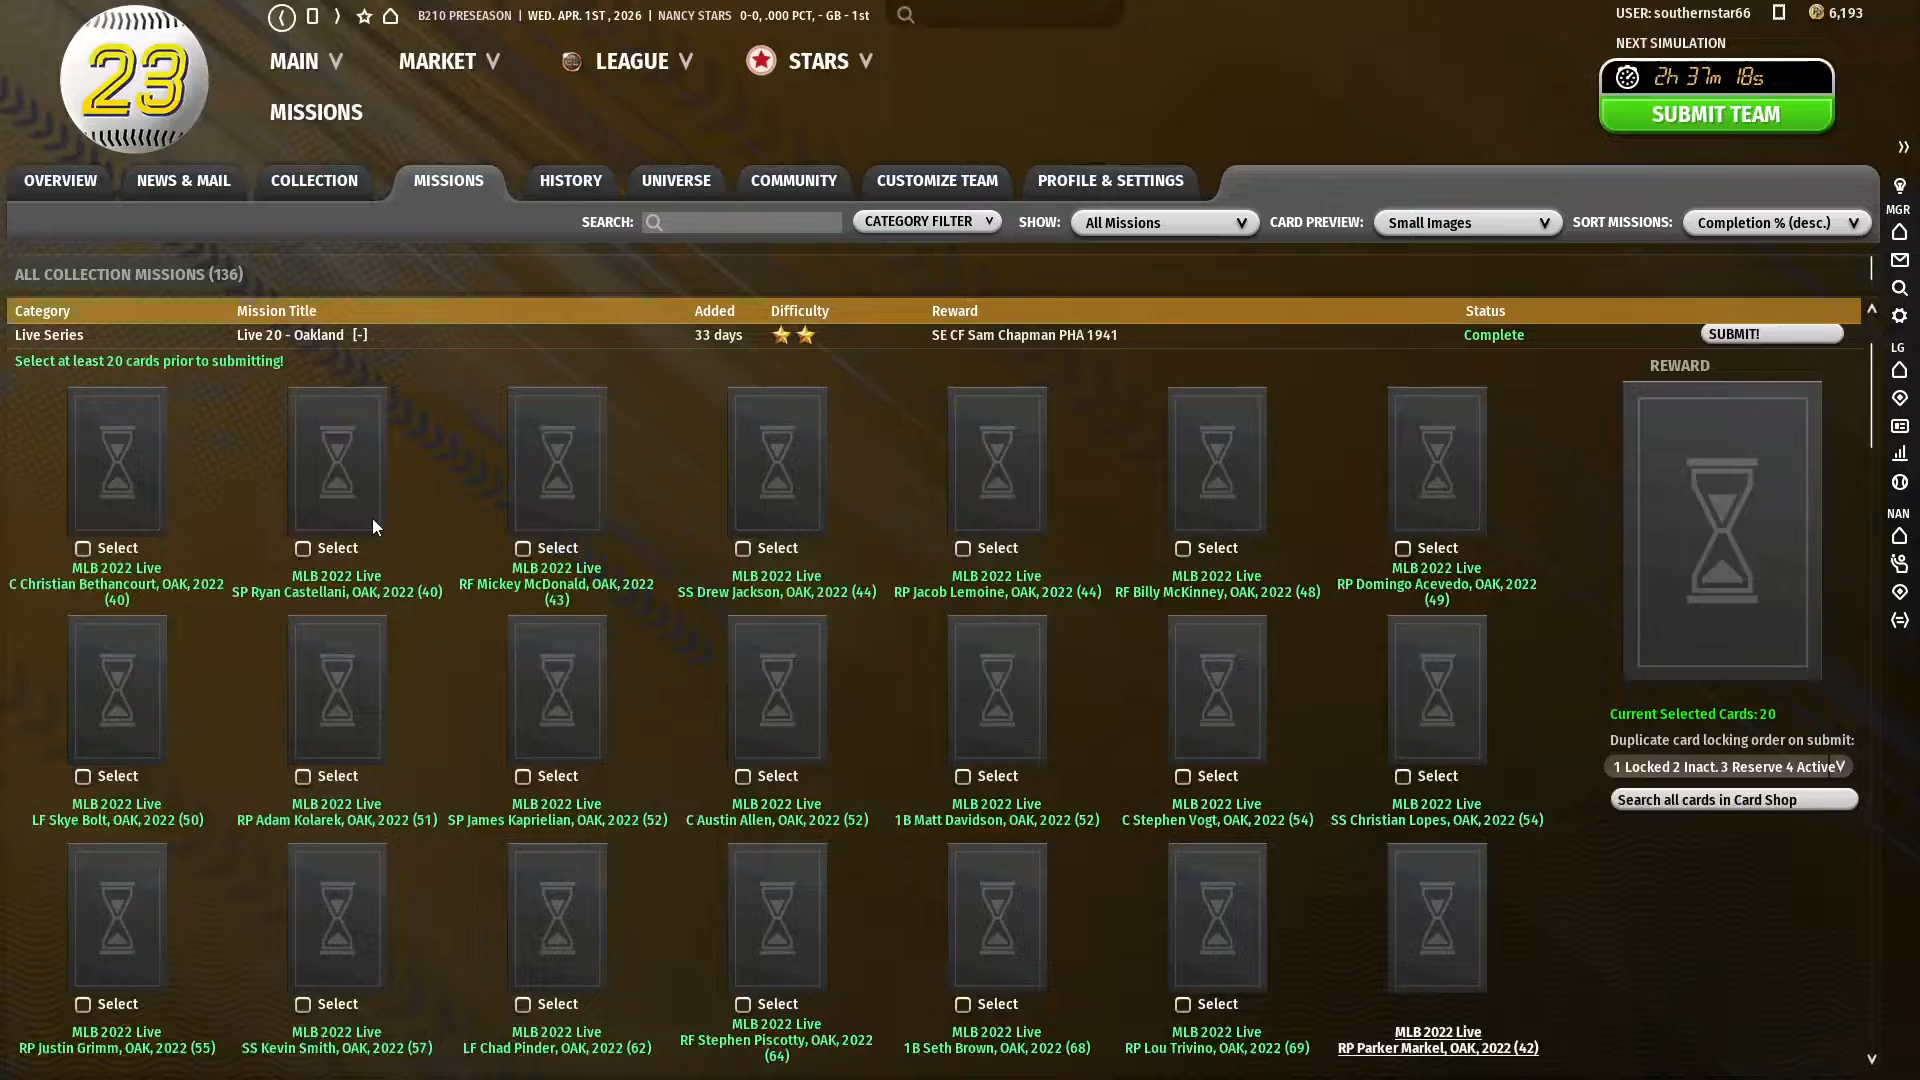 23
B210 PRESEASON | WED. APR. 1ST , 2026 | NANCY STARS 0-0, .000 PCT, - GB - 1st
USER: southernstar66 6,193
MAIN MARKET LEAGUE STARS
NEXT SIMULATION
2h 37m 18s
SUBMIT TEAM
MISSIONS
OVERVIEW NEWS & MAIL COLLECTION MISSIONS HISTORY UNIVERSE COMMUNITY CUSTOMIZE TEAM PROFILE & SETTINGS
SEARCH: CATEGORY FILTER SHOW: All Missions CARD PREVIEW: Small Images SORT MISSIONS: Completion % (desc.)
ALL COLLECTION MISSIONS (136)
Category Mission Title Added Difficulty Reward Status
Live Series Live 20 - Oakland [-] 33 days SE CF Sam Chapman PHA 1941 Complete SUBMIT!
Select at least 20 cards prior to submitting!
REWARD
Select Select Select Select Select Select Select
MLB 2022 Live
C Christian Bethancourt, OAK, 2022
(40)
MLB 2022 Live
SP Ryan Castellani, OAK, 2022 (40)
MLB 2022 Live
RF Mickey McDonald, OAK, 2022
(43)
MLB 2022 Live
SS Drew Jackson, OAK, 2022 (44)
MLB 2022 Live
RP Jacob Lemoine, OAK, 2022 (44)
MLB 2022 Live
RF Billy McKinney, OAK, 2022 (48)
MLB 2022 Live
RP Domingo Acevedo, OAK, 2022
(49)
Select Select Select Select Select Select Select
MLB 2022 Live
LF Skye Bolt, OAK, 2022 (50)
MLB 2022 Live
RP Adam Kolarek, OAK, 2022 (51)
MLB 2022 Live
SP James Kaprielian, OAK, 2022 (52)
MLB 2022 Live
C Austin Allen, OAK, 2022 (52)
MLB 2022 Live
1B Matt Davidson, OAK, 2022 (52)
MLB 2022 Live
C Stephen Vogt, OAK, 2022 (54)
MLB 2022 Live
SS Christian Lopes, OAK, 2022 (54)
Select Select Select Select Select Select
MLB 2022 Live
RP Justin Grimm, OAK, 2022 (55)
MLB 2022 Live
SS Kevin Smith, OAK, 2022 (57)
MLB 2022 Live
LF Chad Pinder, OAK, 2022 (62)
MLB 2022 Live
RF Stephen Piscotty, OAK, 2022
(64)
MLB 2022 Live
1B Seth Brown, OAK, 2022 (68)
MLB 2022 Live
RP Lou Trivino, OAK, 2022 (69)
MLB 2022 Live
RP Parker Markel, OAK, 2022 (42)
Current Selected Cards: 20
Duplicate card locking order on submit:
1 Locked 2 Inact. 3 Reserve 4 Active
Search all cards in Card Shop
MGR
LG
NAN